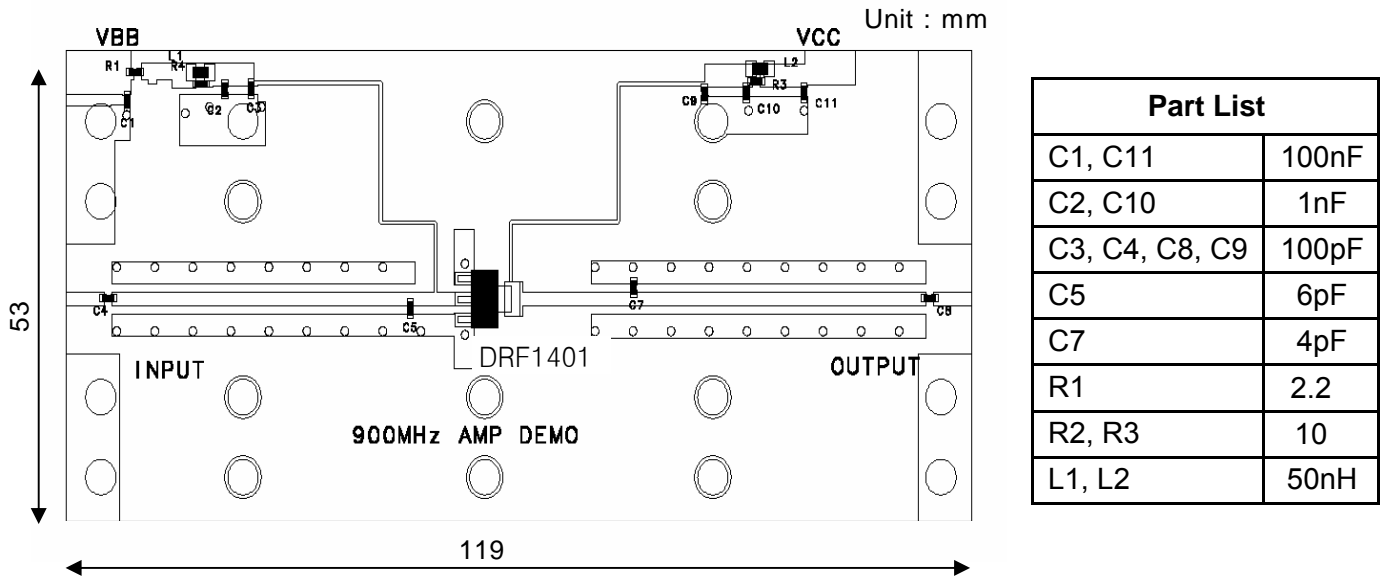 Unit : mm
VBB
VCC
R1
L1
R4
C1
C2
C3
L2
R3
C9
C10
C11
C4
C5
C7
C8
53
INPUT
DRF1401
OUTPUT
900MHz AMP DEMO
119
Part List
C1, C11 100nF
C2, C10 1nF
C3, C4, C8, C9 100pF
C5 6pF
C7 4pF
R1 2.2
R2, R3 10
L1, L2 50nH